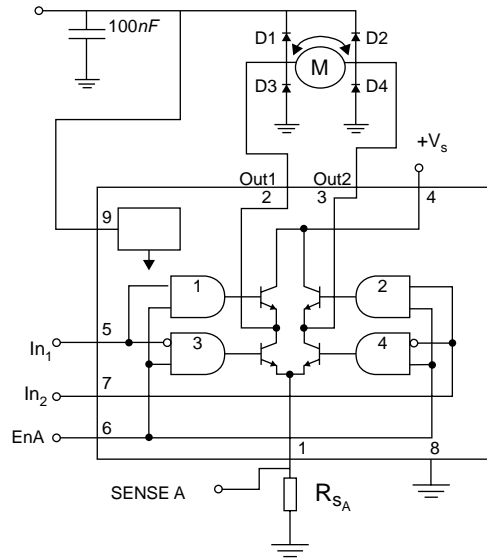 100nF
D1
D2
M
D3
D4
+Vs
Out1
Out2
2
3
4
9
1
2
5
In1
3
4
7
In2
6
EnA
1
8
SENSE A
RSA